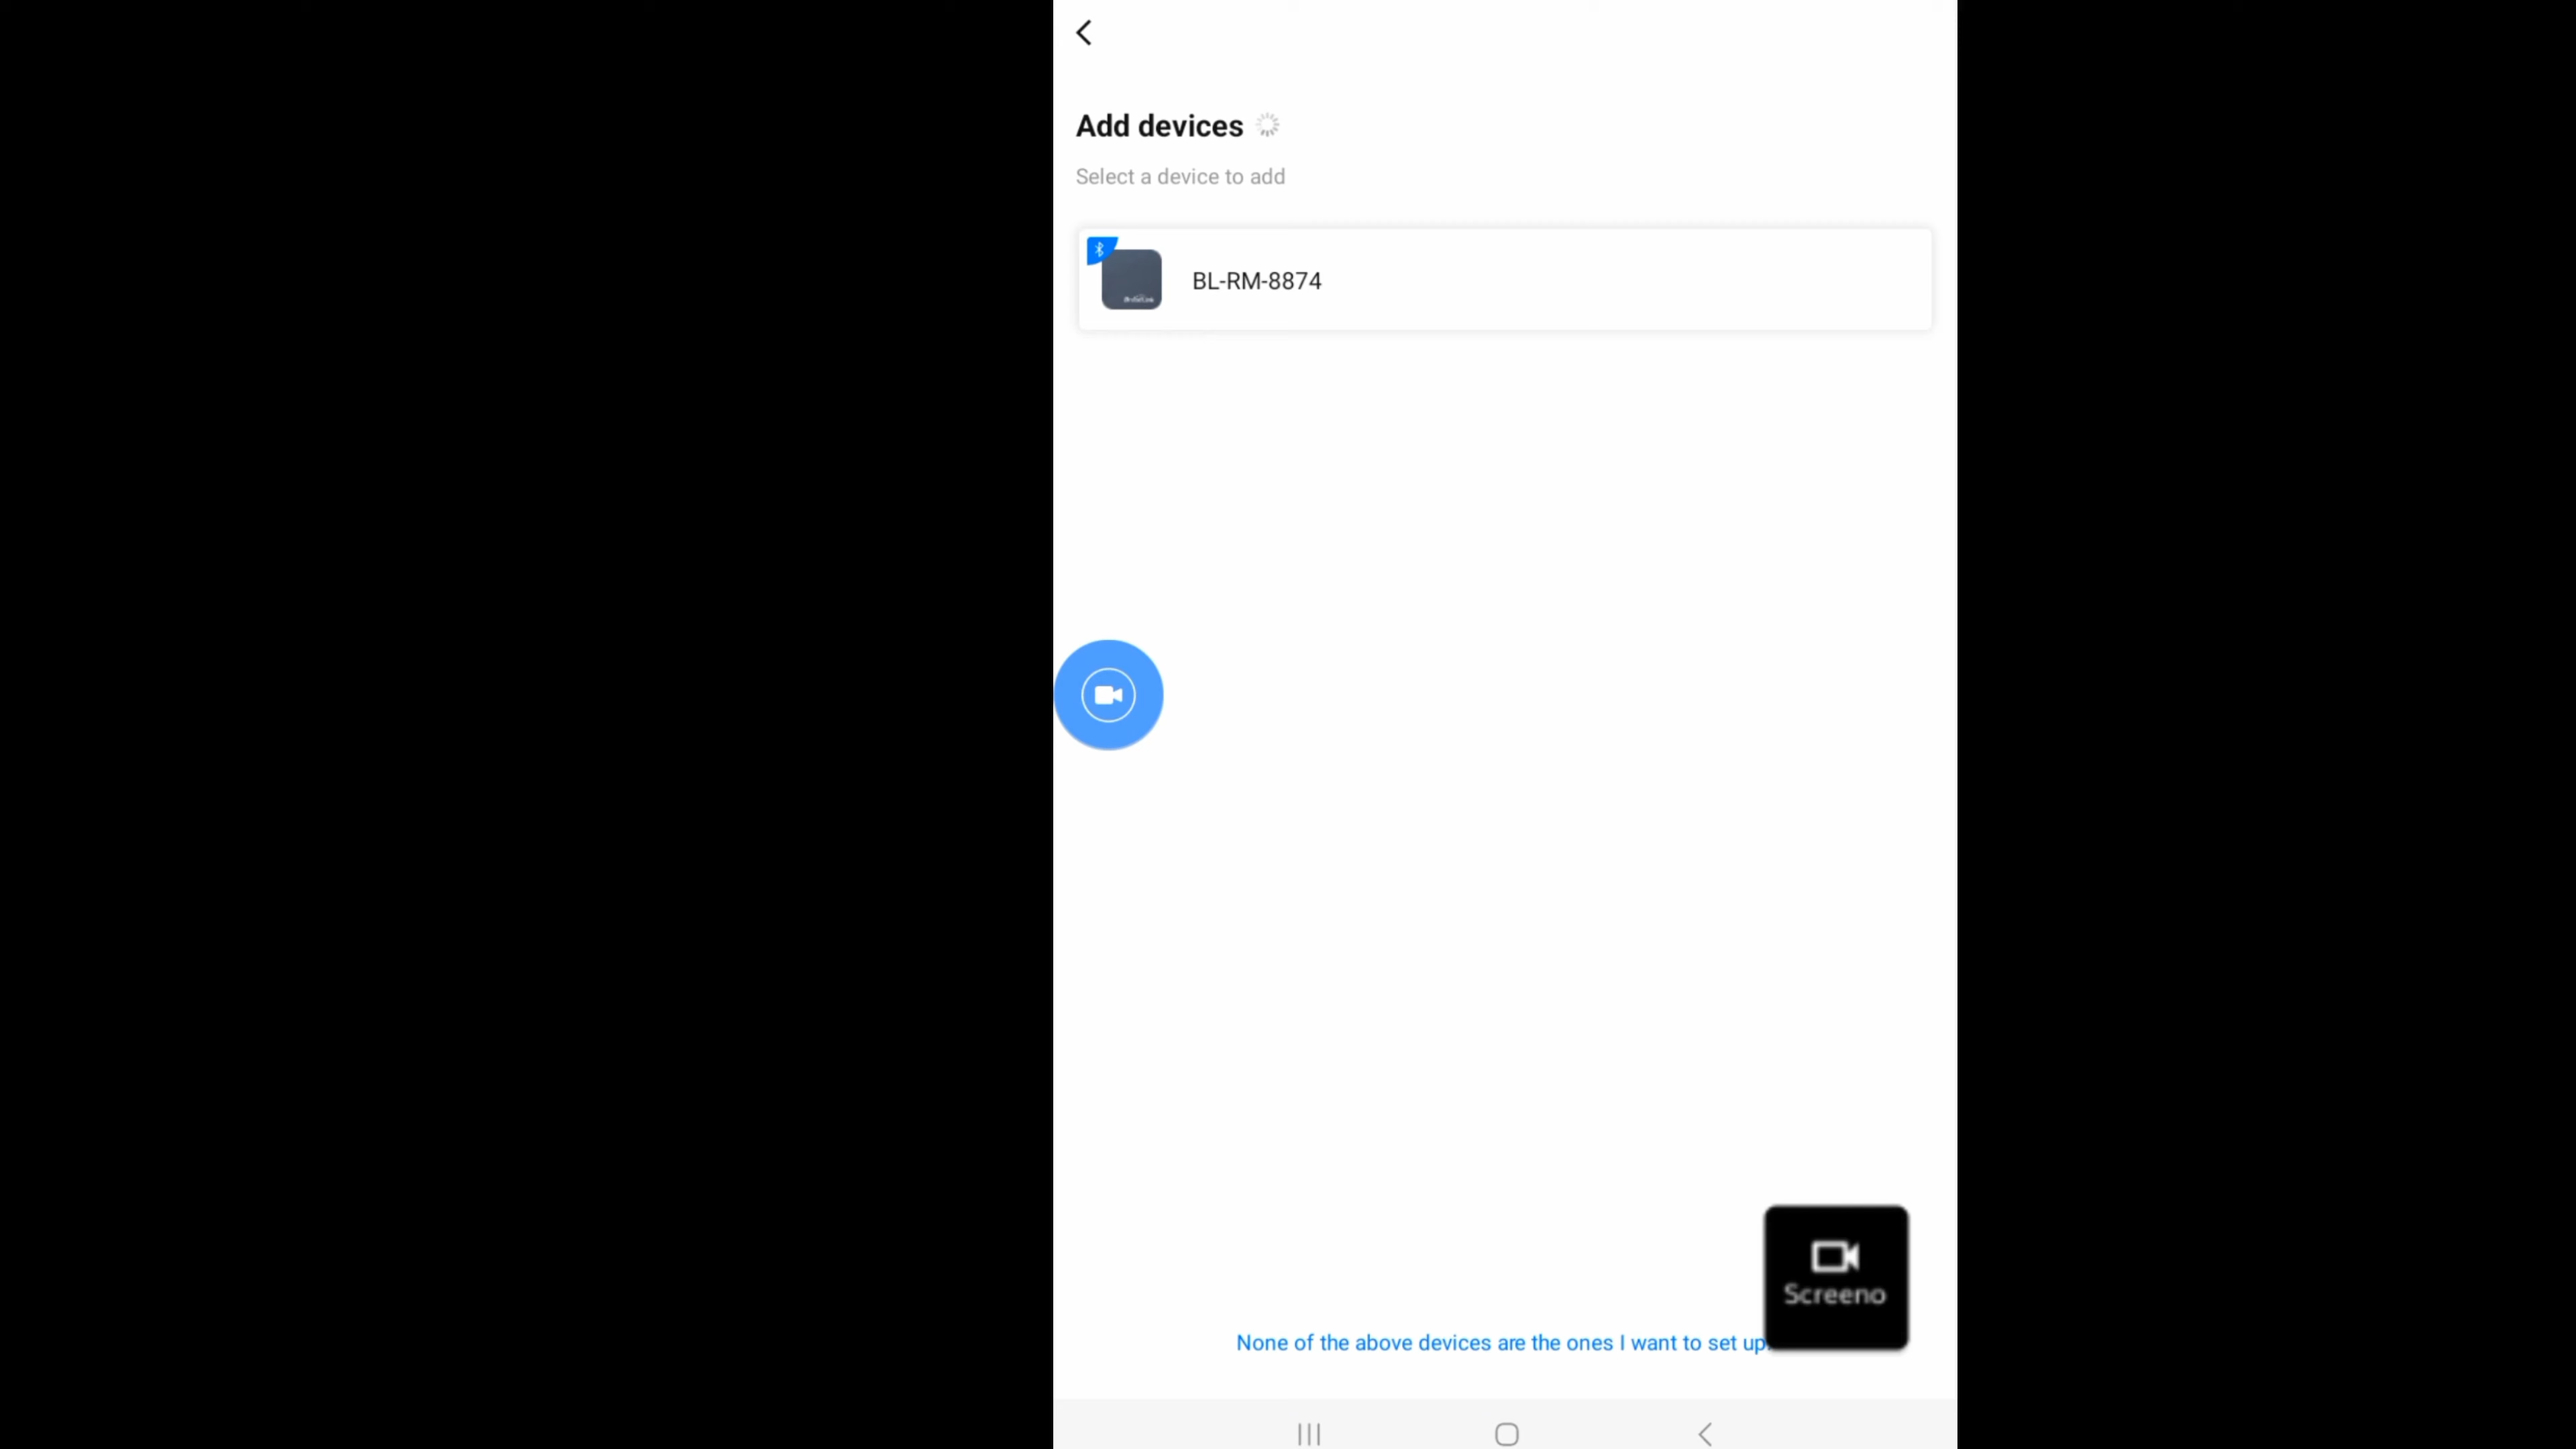 Add devices
Select a device to add
BL-RM-8874
Screeno
None of the above devices are the ones I want to set up